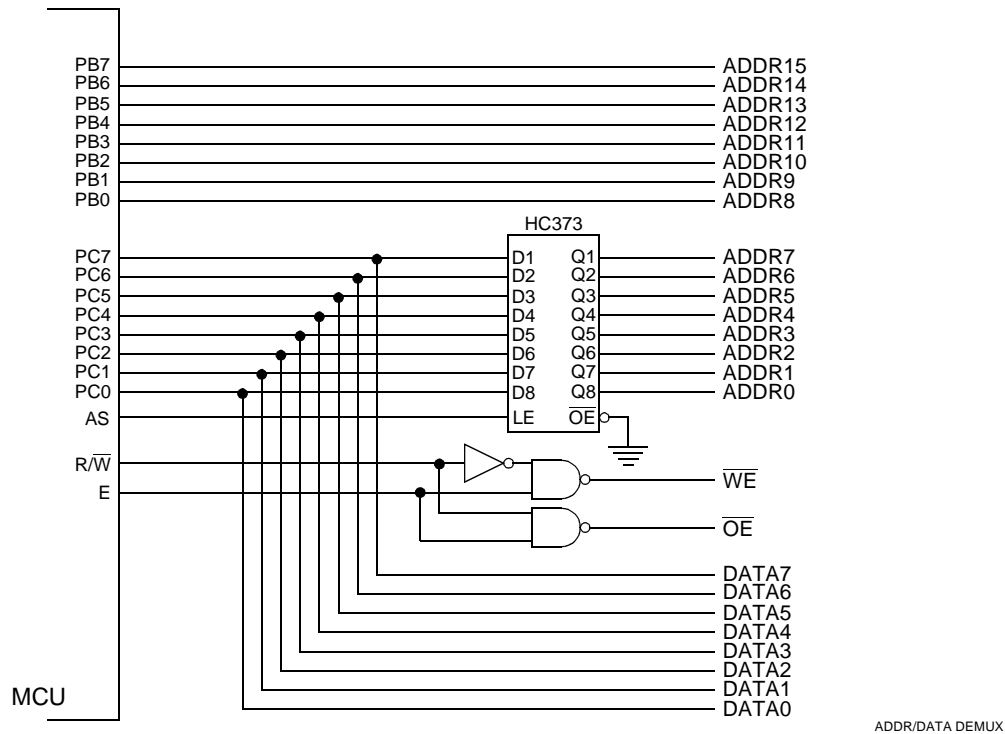 PB7 ADDR15
PB6 ADDR14
PB5 ADDR13
PB4 ADDR12
PB3 ADDR11
PB2 ADDR10
PB1 ADDR9
PB0 ADDR8
HC373
PC7 D1 Q1 ADDR7
PC6 D2 Q2 ADDR6
PC5 D3 Q3 ADDR5
PC4 D4 Q4 ADDR4
PC3 D5 Q5 ADDR3
PC2 D6 Q6 ADDR2
PC1 D7 Q7 ADDR1
PC0 D8 Q8 ADDR0
AS LE O̅E̅
R/W̅
E W̅E̅
O̅E̅
DATA7
DATA6
DATA5
DATA4
DATA3
DATA2
DATA1
DATA0
MCU
ADDR/DATA DEMUX